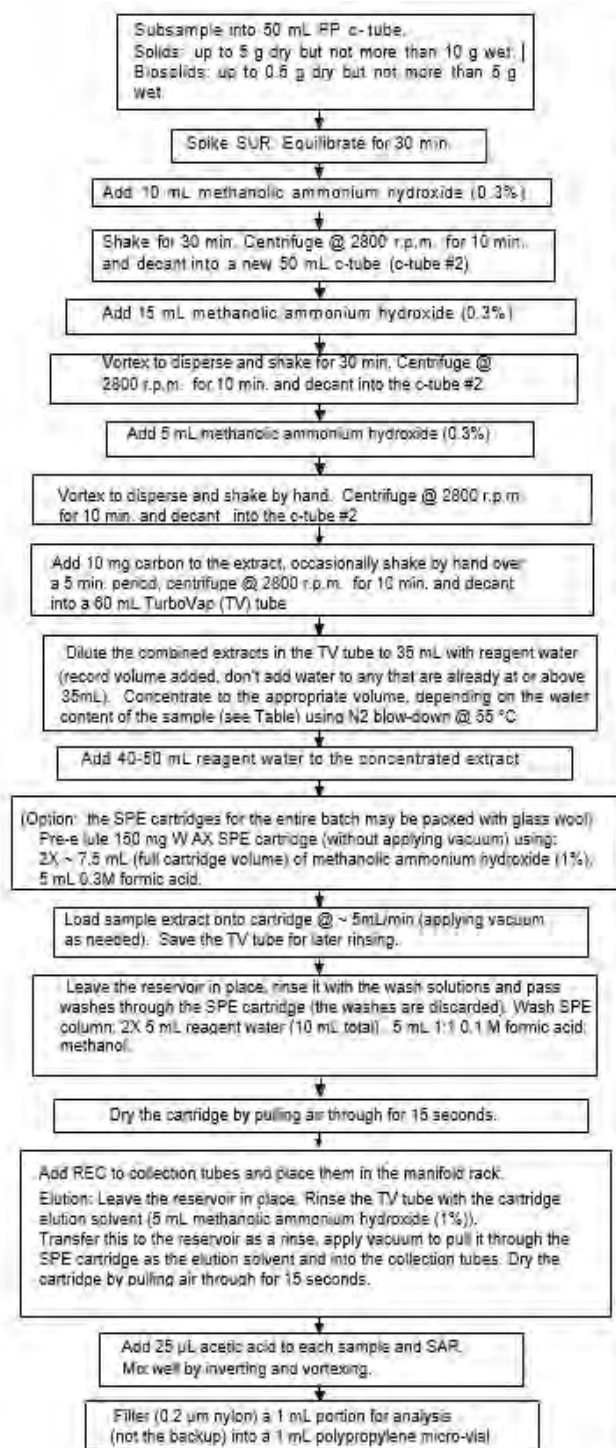 Subsample into 50 mL PP c-tube.
Solids: up to 5 g dry but not more than 10 g wet. |
Biosolids: up to 0.5 g dry but not more than 5 g
wet
Spike SUR. Equilibrate for 30 min.
Add 10 mL methanolic ammonium hydroxide (0.3%)
Shake for 30 min. Centrifuge @ 2800 r.p.m. for 10 min.
and decant into a new 50 mL c-tube (c-tube #2)
Add 15 mL methanolic ammonium hydroxide (0.3%)
Vortex to disperse and shake for 30 min. Centrifuge @
2800 r.p.m. for 10 min. and decant into the c-tube #2
Add 5 mL methanolic ammonium hydroxide (0.3%)
Vortex to disperse and shake by hand. Centrifuge @ 2800 r.p.m
for 10 min. and decant into the c-tube #2
Add 10 mg carbon to the extract, occasionally shake by hand over
a 5 min. period, centrifuge @ 2800 r.p.m. for 10 min. and decant
into a 60 mL TurboVap (TV) tube
Dilute the combined extracts in the TV tube to 35 mL with reagent water
(record volume added, don't add water to any that are already at or above
35mL). Concentrate to the appropriate volume, depending on the water
content of the sample (see Table) using N2 blow-down @ 55 °C
Add 40-50 mL reagent water to the concentrated extract
(Option: the SPE cartridges for the entire batch may be packed with glass wool)
Pre-e lute 150 mg W AX SPE cartridge (without applying vacuum) using:
2X ~ 7.5 mL (full cartridge volume) of methanolic ammonium hydroxide (1%),
5 mL 0.3M formic acid.
Load sample extract onto cartridge @ ~ 5mL/min (applying vacuum
as needed). Save the TV tube for later rinsing.
Leave the reservoir in place, rinse it with the wash solutions and pass
washes through the SPE cartridge (the washes are discarded). Wash SPE
column: 2X 5 mL reagent water (10 mL total). 5 mL 1:1 0.1 M formic acid:
methanol.
Dry the cartridge by pulling air through for 15 seconds.
Add REC to collection tubes and place them in the manifold rack.
Elution: Leave the reservoir in place. Rinse the TV tube with the cartridge
elution solvent (5 mL methanolic ammonium hydroxide (1%)).
Transfer this to the reservoir as a rinse, apply vacuum to pull it through the
SPE cartridge as the elution solvent and into the collection tubes. Dry the
cartridge by pulling air through for 15 seconds.
Add 25 µL acetic acid to each sample and SAR.
Mix well by inverting and vortexing.
Filter (0.2 µm nylon) a 1 mL portion for analysis
(not the backup) into a 1 mL polypropylene micro-vial